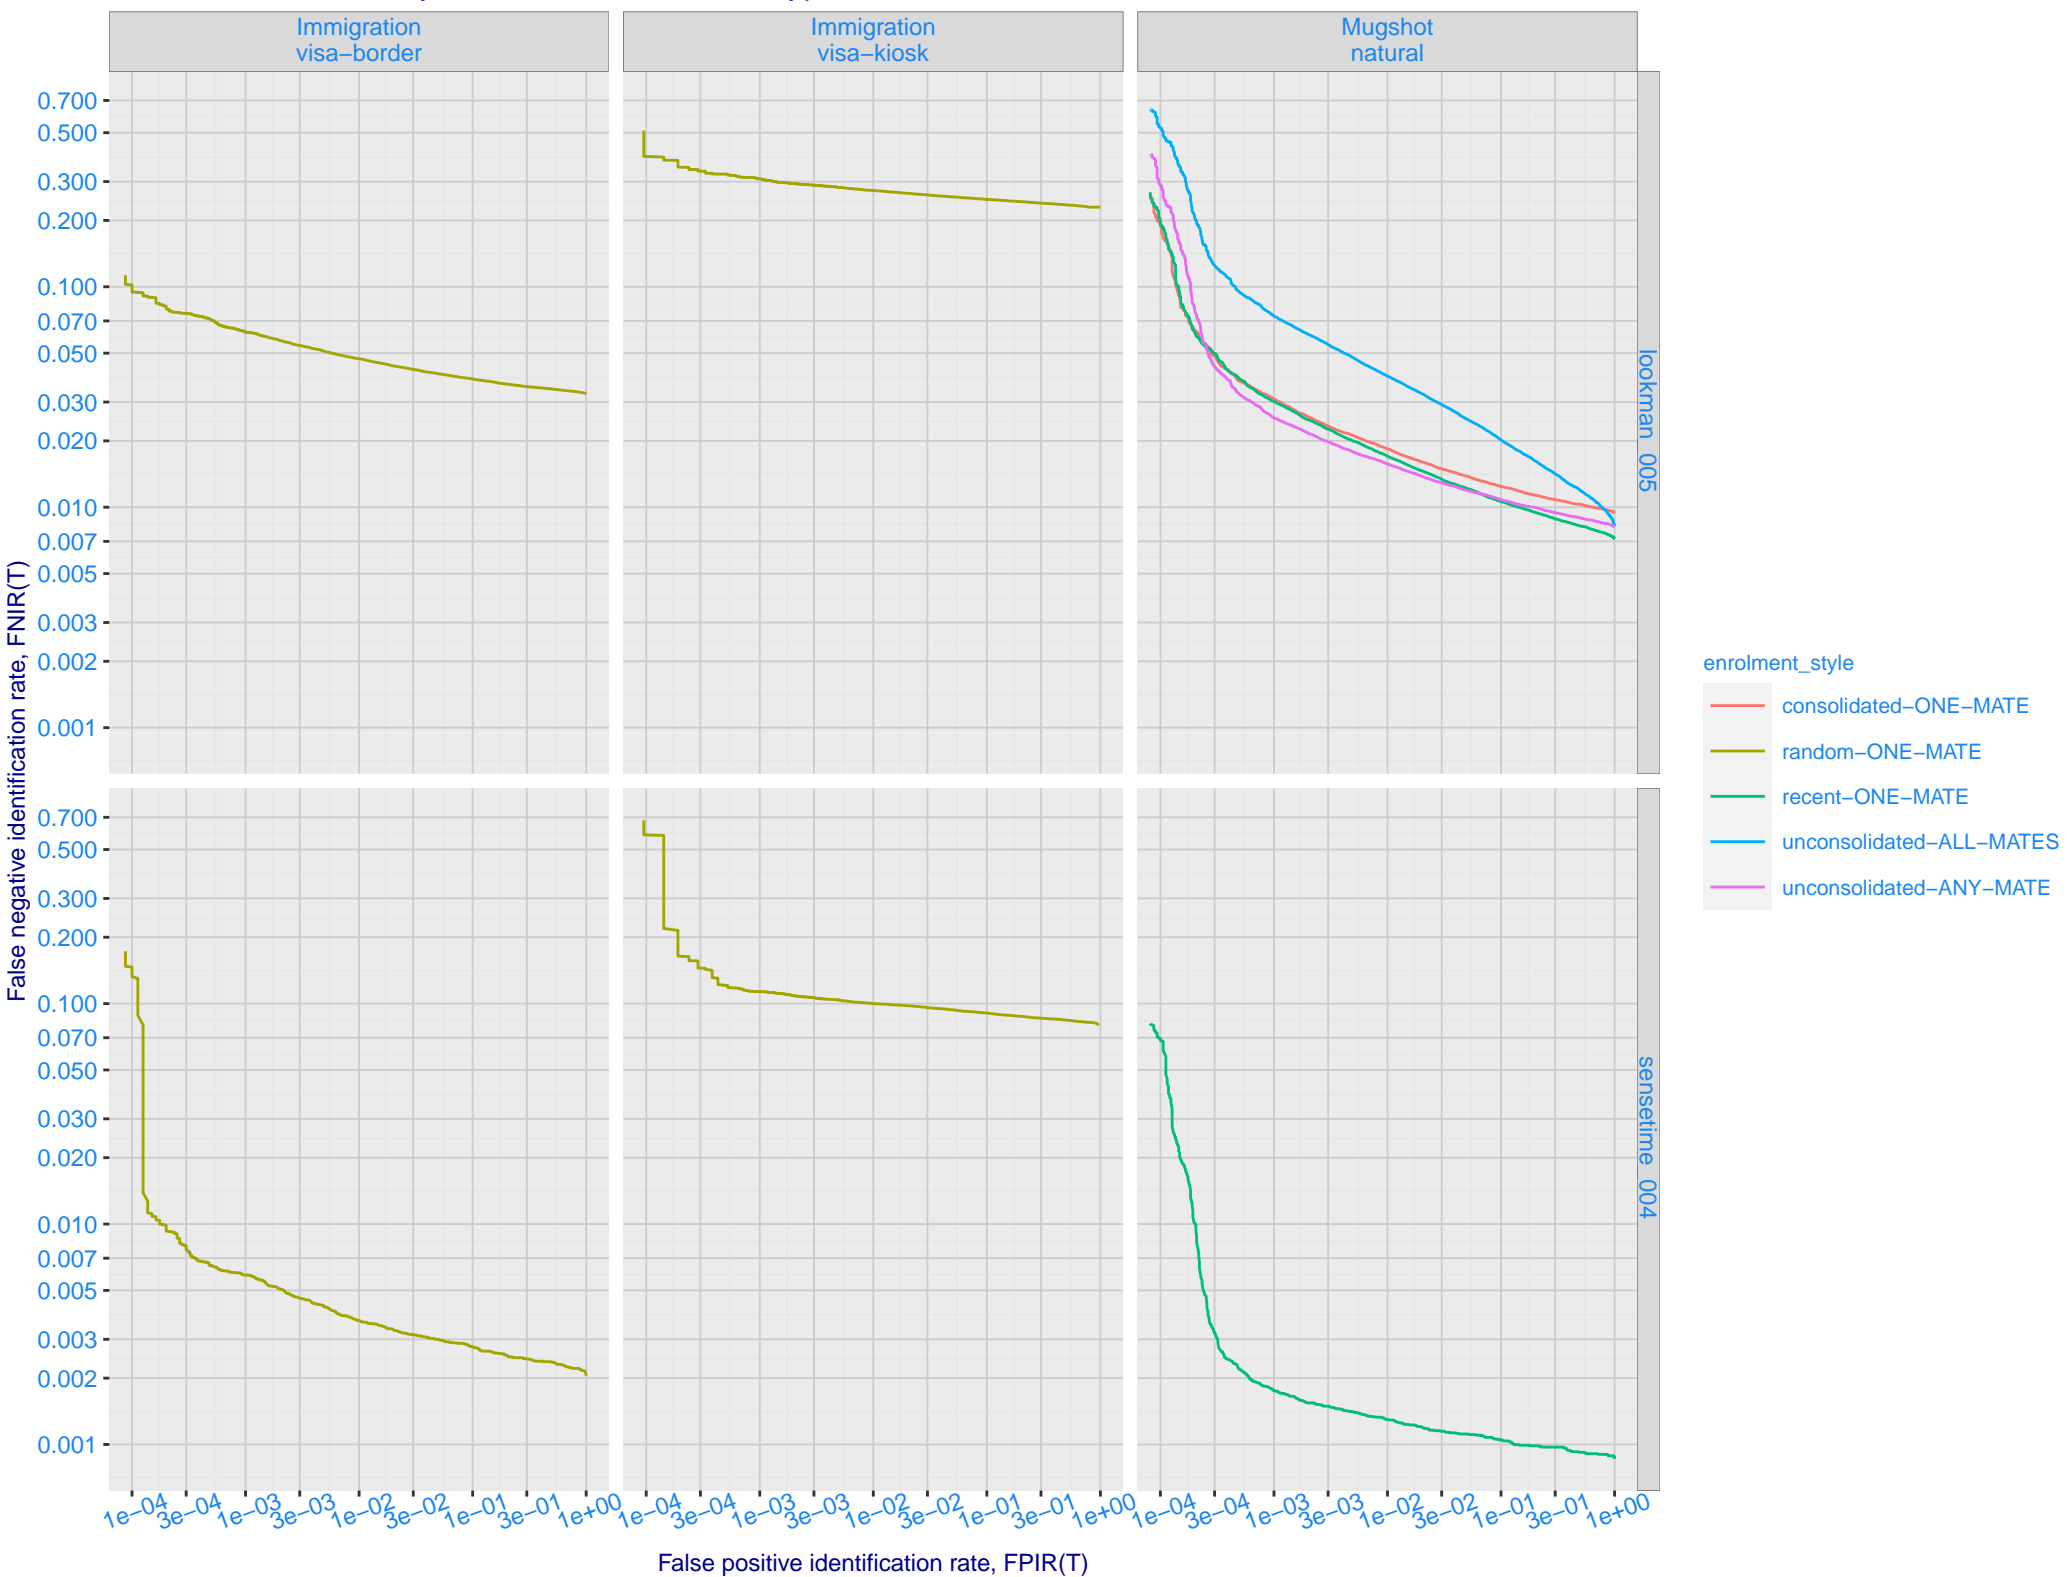 Immigration
visa−border
Immigration
visa−kiosk
Mugshot
natural
0.700
0.500
0.300
0.200
0.100
0.070
0.050
0.030
0.020
0.010
0.007
0.005
0.003
0.002
0.001
lookman_005
0.700
0.500
0.300
0.200
0.100
0.070
0.050
0.030
0.020
0.010
0.007
0.005
0.003
0.002
0.001
sensetime_004
False negative identification rate, FNIR(T)
1e−04 3e−04 1e−03 3e−03 1e−02 3e−02 1e−01 3e−01 1e+00
1e−04 3e−04 1e−03 3e−03 1e−02 3e−02 1e−01 3e−01 1e+00
1e−04 3e−04 1e−03 3e−03 1e−02 3e−02 1e−01 3e−01 1e+00
False positive identification rate, FPIR(T)
enrolment_style
consolidated−ONE−MATE
random−ONE−MATE
recent−ONE−MATE
unconsolidated−ALL−MATES
unconsolidated−ANY−MATE